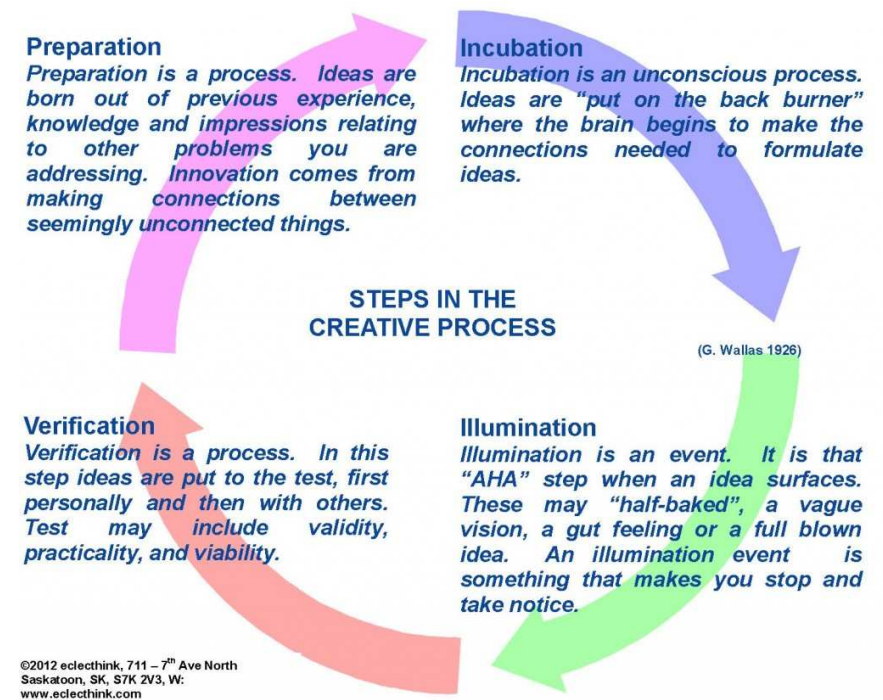 Preparation
Preparation is a process. Ideas are
born out of previous experience,
knowledge and impressions relating
to other problems you are
addressing. Innovation comes from
making connections between
seemingly unconnected things.
Incubation
Incubation is an unconscious process.
Ideas are “put on the back burner”
where the brain begins to make the
connections needed to formulate
ideas.
STEPS IN THE
CREATIVE PROCESS
(G. Wallas 1926)
Verification
Verification is a process. In this
step ideas are put to the test, first
personally and then with others.
Test may include validity,
practicality, and viability.
Illumination
Illumination is an event. It is that
“AHA” step when an idea surfaces.
These may “half-baked”, a vague
vision, a gut feeling or a full blown
idea. An illumination event is
something that makes you stop and
take notice.
©2012 eclecthink, 711 – 7th Ave North
Saskatoon, SK, S7K 2V3, W:
www.eclecthink.com